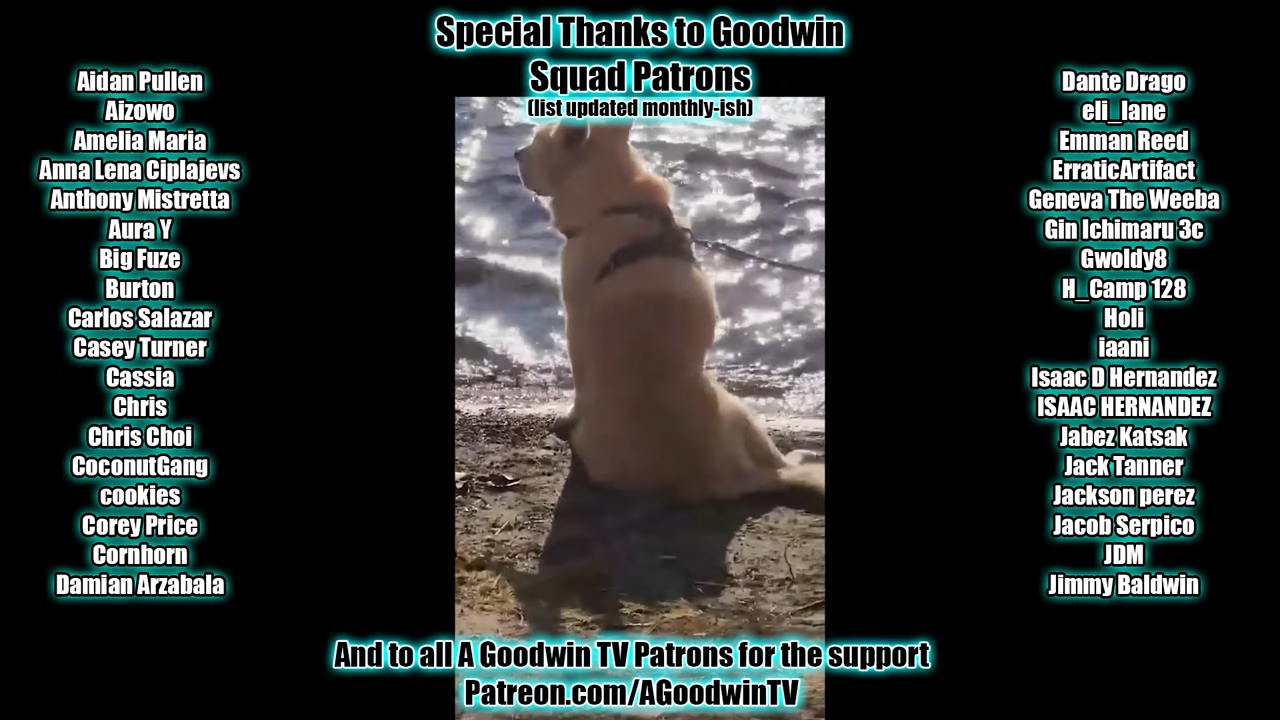 Special Thanks to Goodwin
Squad Patrons
(list updated monthly-ish)
Aidan Pullen
Aizowo
Amelia Maria
Anna Lena Ciplajevs
Anthony Mistretta
Aura Y
Big Fuze
Burton
Carlos Salazar
Casey Turner
Cassia
Chris
Chris Choi
CoconutGang
cookies
Corey Price
Cornhorn
Damian Arzabala
Dante Drago
eli_lane
Emman Reed
ErraticArtifact
Geneva The Weeba
Gin Ichimaru 3c
Gwoldy8
H_Camp 128
Holi
iaani
Isaac D Hernandez
ISAAC HERNANDEZ
Jabez Katsak
Jack Tanner
Jackson perez
Jacob Serpico
JDM
Jimmy Baldwin
And to all A Goodwin TV Patrons for the support
Patreon.com/AGoodwinTV